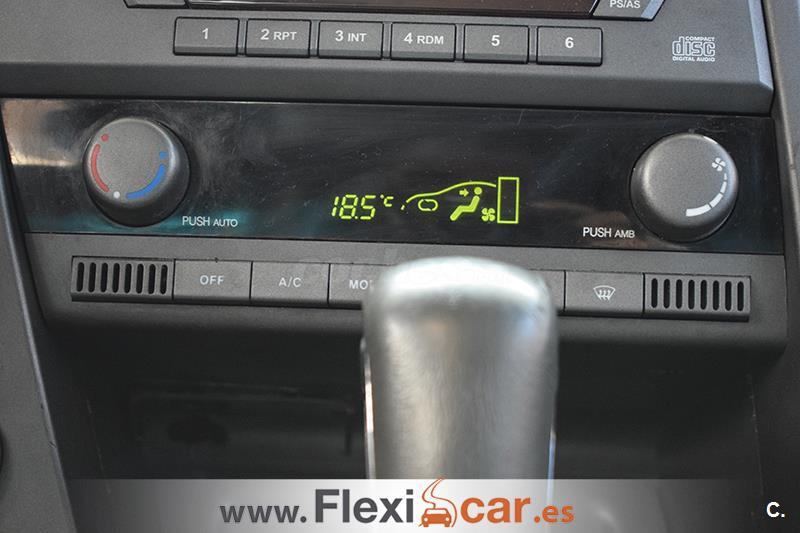 PS/AS
1 2 RPT 3 INT 4 RDM 5 6
COMPACT
disc
DIGITAL AUDIO
18.5°C
PUSH AUTO
PUSH AMB
OFF A/C
www.Flexicar.es
C.